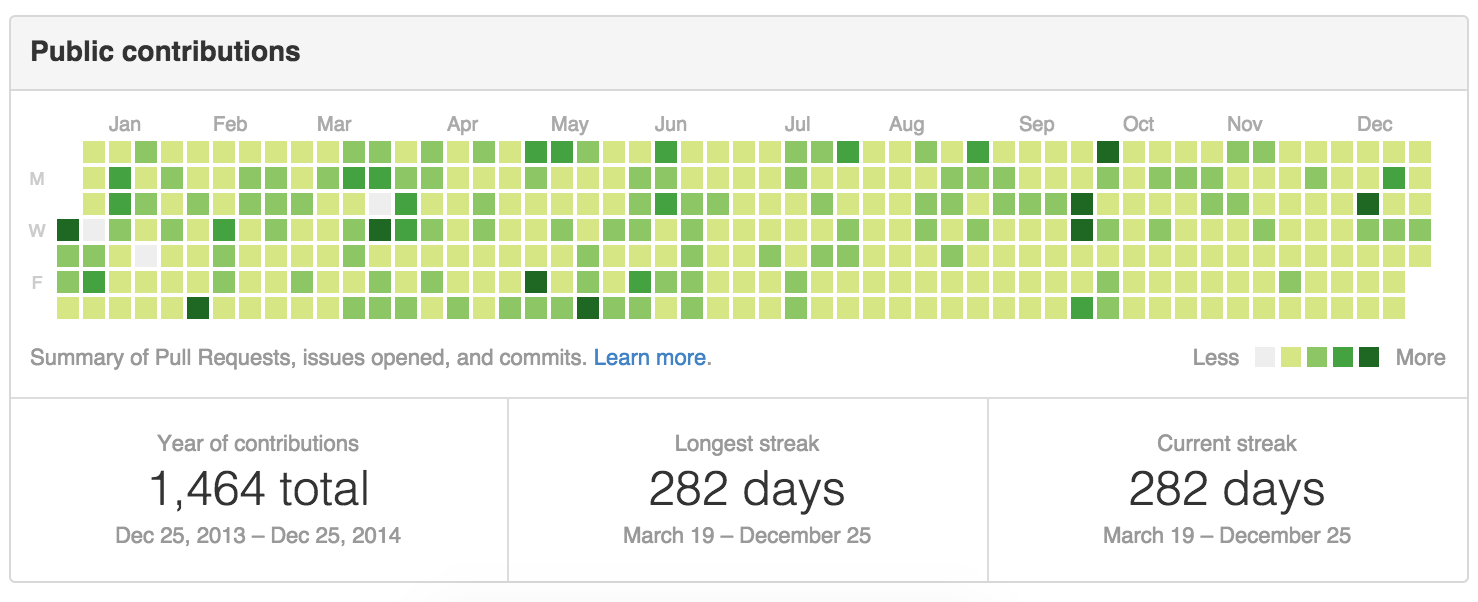 Public contributions
Jan Feb Mar Apr May Jun Jul Aug Sep Oct Nov Dec
M
W
F
Summary of Pull Requests, issues opened, and commits. Learn more.
Less More
Year of contributions
1,464 total
Dec 25, 2013 – Dec 25, 2014
Longest streak
282 days
March 19 – December 25
Current streak
282 days
March 19 – December 25